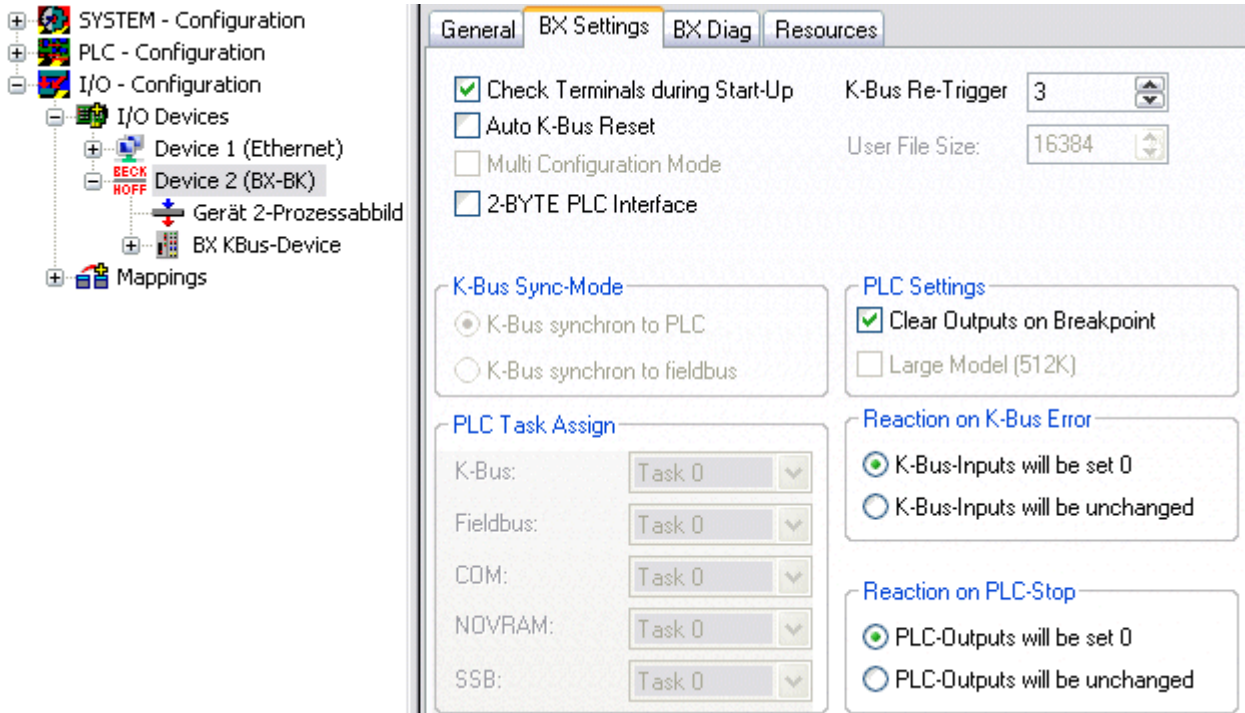 SYSTEM - Configuration
PLC - Configuration
I/O - Configuration
I/O Devices
Device 1 (Ethernet)
BECK
HOFF
Device 2 (BX-BK)
Gerät 2-Prozessabbild
BX KBus-Device
Mappings
General BX Settings BX Diag Resources
Check Terminals during Start-Up
K-Bus Re-Trigger 3
Auto K-Bus Reset
User File Size: 16384
Multi Configuration Mode
2-BYTE PLC Interface
K-Bus Sync-Mode
K-Bus synchron to PLC
K-Bus synchron to fieldbus
PLC Settings
Clear Outputs on Breakpoint
Large Model (512K)
PLC Task Assign
K-Bus: Task 0
Fieldbus: Task 0
COM: Task 0
NOVRAM: Task 0
SSB: Task 0
Reaction on K-Bus Error
K-Bus-Inputs will be set 0
K-Bus-Inputs will be unchanged
Reaction on PLC-Stop
PLC-Outputs will be set 0
PLC-Outputs will be unchanged